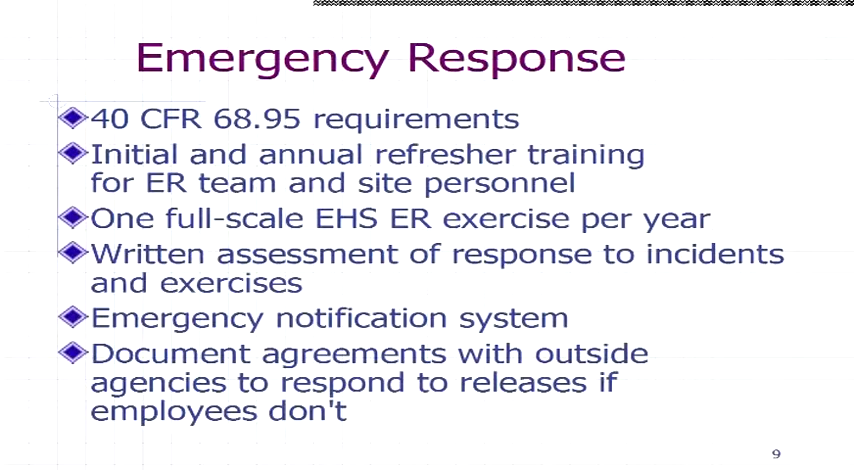 Emergency Response
40 CFR 68.95 requirements
Initial and annual refresher training
for ER team and site personnel
One full-scale EHS ER exercise per year
Written assessment of response to incidents
and exercises
Emergency notification system
Document agreements with outside
agencies to respond to releases if
employees don't
9